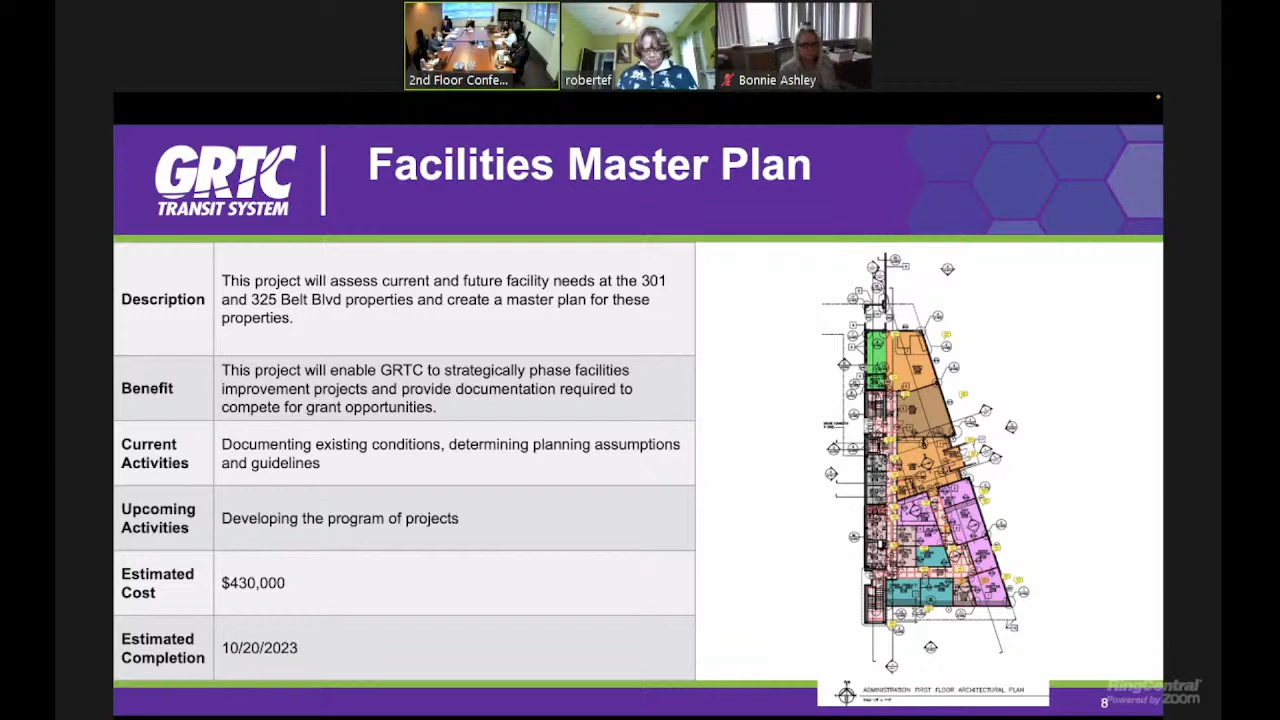 2nd Floor Confe...
robertef
Bonnie Ashley
GRTC
TRANSIT SYSTEM
Facilities Master Plan
Description
This project will assess current and future facility needs at the 301
and 325 Belt Blvd properties and create a master plan for these
properties.
Benefit
This project will enable GRTC to strategically phase facilities
improvement projects and provide documentation required to
compete for grant opportunities.
Current
Activities
Documenting existing conditions, determining planning assumptions
and guidelines
Upcoming
Activities
Developing the program of projects
Estimated
Cost
$430,000
Estimated
Completion
10/20/2023
ADMINISTRATION FIRST FLOOR ARCHITECTURAL PLAN
8
RingCentral
Powered by zoom